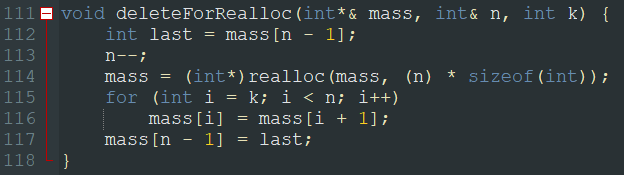 111 void deleteForRealloc(int*& mass, int& n, int k) {
112     int last = mass[n - 1];
113     n--;
114     mass = (int*)realloc(mass, (n) * sizeof(int));
115     for (int i = k; i < n; i++)
116         mass[i] = mass[i + 1];
117     mass[n - 1] = last;
118 }